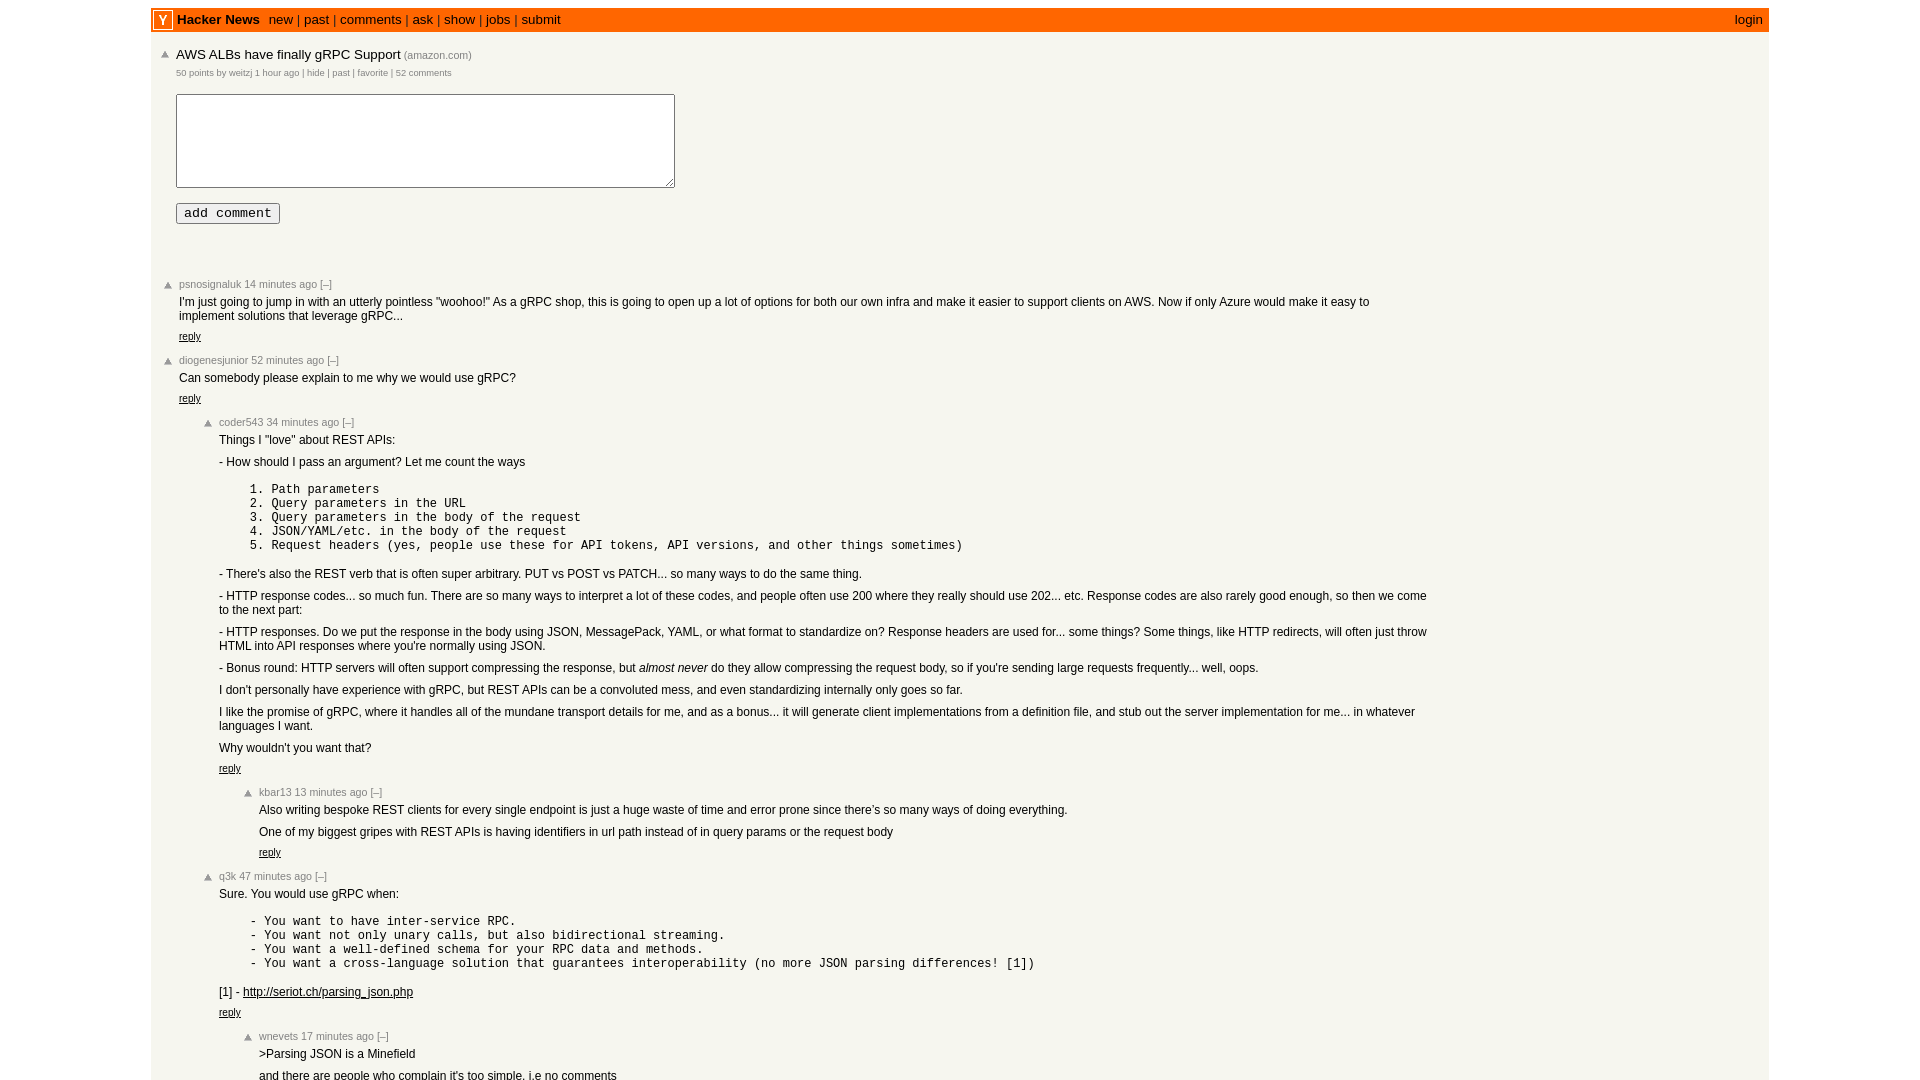 Y Hacker News new | past | comments | ask | show | jobs | submit login
AWS ALBs have finally gRPC Support (amazon.com)
50 points by weitzj 1 hour ago | hide | past | favorite | 52 comments
add comment
psnosignaluk 14 minutes ago [–]
I'm just going to jump in with an utterly pointless "woohoo!" As a gRPC shop, this is going to open up a lot of options for both our own infra and make it easier to support clients on AWS. Now if only Azure would make it easy to
implement solutions that leverage gRPC...
reply
diogenesjunior 52 minutes ago [–]
Can somebody please explain to me why we would use gRPC?
reply
coder543 34 minutes ago [–]
Things I "love" about REST APIs:
- How should I pass an argument? Let me count the ways
1. Path parameters
2. Query parameters in the URL
3. Query parameters in the body of the request
4. JSON/YAML/etc. in the body of the request
5. Request headers (yes, people use these for API tokens, API versions, and other things sometimes)
- There's also the REST verb that is often super arbitrary. PUT vs POST vs PATCH... so many ways to do the same thing.
- HTTP response codes... so much fun. There are so many ways to interpret a lot of these codes, and people often use 200 where they really should use 202... etc. Response codes are also rarely good enough, so then we come
to the next part:
- HTTP responses. Do we put the response in the body using JSON, MessagePack, YAML, or what format to standardize on? Response headers are used for... some things? Some things, like HTTP redirects, will often just throw
HTML into API responses where you're normally using JSON.
- Bonus round: HTTP servers will often support compressing the response, but almost never do they allow compressing the request body, so if you're sending large requests frequently... well, oops.
I don't personally have experience with gRPC, but REST APIs can be a convoluted mess, and even standardizing internally only goes so far.
I like the promise of gRPC, where it handles all of the mundane transport details for me, and as a bonus... it will generate client implementations from a definition file, and stub out the server implementation for me... in whatever
languages I want.
Why wouldn't you want that?
reply
kbar13 13 minutes ago [–]
Also writing bespoke REST clients for every single endpoint is just a huge waste of time and error prone since there’s so many ways of doing everything.
One of my biggest gripes with REST APIs is having identifiers in url path instead of in query params or the request body
reply
q3k 47 minutes ago [–]
Sure. You would use gRPC when:
- You want to have inter-service RPC.
- You want not only unary calls, but also bidirectional streaming.
- You want a well-defined schema for your RPC data and methods.
- You want a cross-language solution that guarantees interoperability (no more JSON parsing differences! [1])
[1] - http://seriot.ch/parsing_json.php
reply
wnevets 17 minutes ago [–]
>Parsing JSON is a Minefield
and there are people who complain it's too simple, i.e no comments